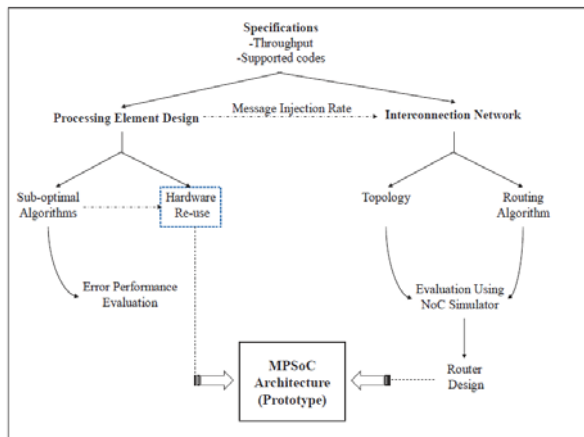 Specifications
-Throughput
-Supported codes
Message Injection Rate
Processing Element Design
Interconnection Network
Sub-optimal
Algorithms
Hardware
Re-use
Topology
Routing
Algorithm
Error Performance
Evaluation
Evaluation Using
NoC Simulator
MPSoC
Architecture
(Prototype)
Router
Design